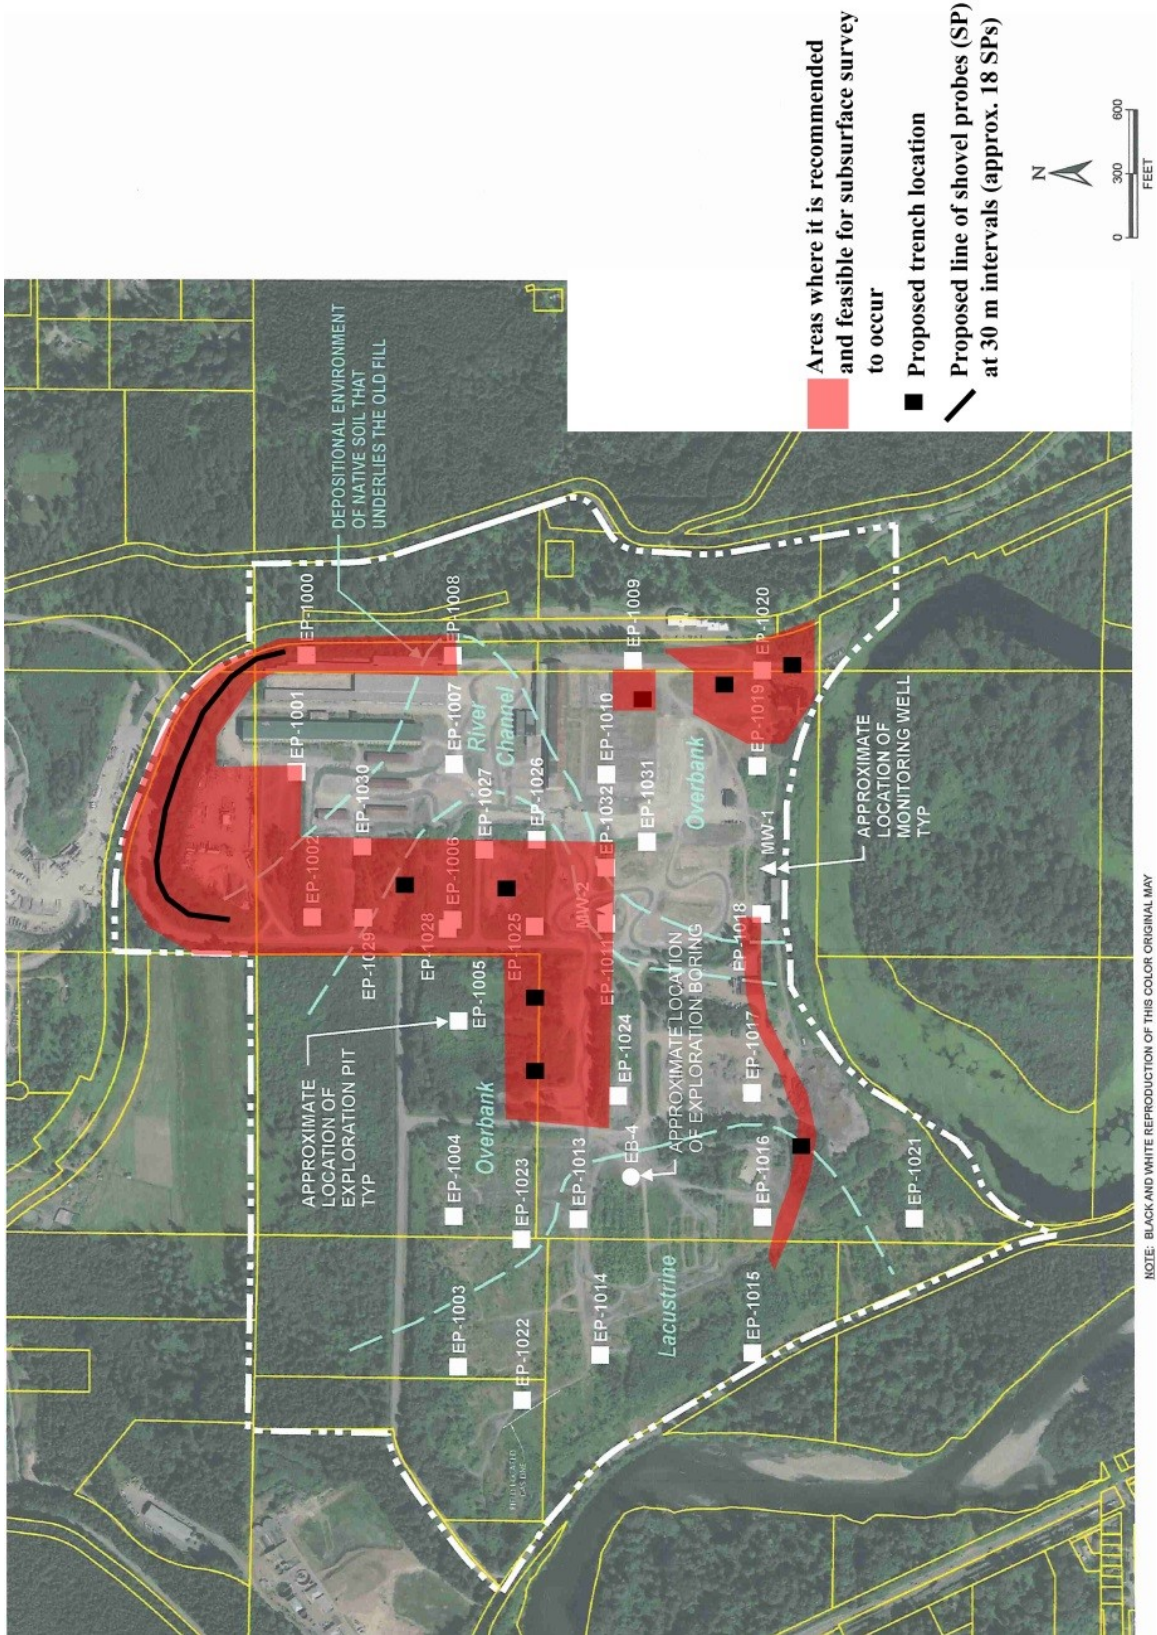 Areas where it is recommended
and feasible for subsurface survey
to occur
Proposed trench location
Proposed line of shovel probes (SP)
at 30 m intervals (approx. 18 SPs)
N
0 300 600
FEET
DEPOSITIONAL ENVIRONMENT
OF NATIVE SOIL THAT
UNDERLIES THE OLD FILL
EP-1000
EP-1008
EP-1009
EP-1020
EP-1001
EP-1007
River
Channel
EP-1010
EP-1019
EP-1030
EP-1027
EP-1026
EP-1032
EP-1031
Overbank
MW-1
APPROXIMATE
LOCATION OF
MONITORING WELL
TYP
EP-1002
EP-1029
EP-1028
EP-1006
EP-1025
MW-2
EP-1011
EP-1018
APPROXIMATE
LOCATION OF
EXPLORATION PIT
TYP
EP-1005
EP-1024
APPROXIMATE LOCATION
OF EXPLORATION BORING
EB-4
EP-1017
Overbank
EP-1004
EP-1023
EP-1013
EP-1016
EP-1021
EP-1003
EP-1022
EP-1014
Lacustrine
EP-1015
NOTE: BLACK AND WHITE REPRODUCTION OF THIS COLOR ORIGINAL MAY